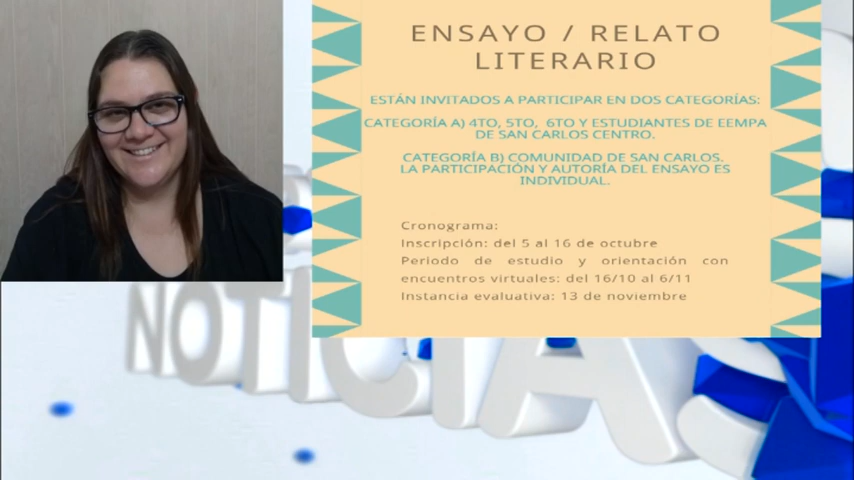 ENSAYO / RELATO
LITERARIO
ESTÁN INVITADOS A PARTICIPAR EN DOS CATEGORÍAS:
CATEGORÍA A) 4TO, 5TO, 6TO Y ESTUDIANTES DE EEMPA
DE SAN CARLOS CENTRO.
CATEGORÍA B) COMUNIDAD DE SAN CARLOS.
LA PARTICIPACIÓN Y AUTORÍA DEL ENSAYO ES
INDIVIDUAL.
Cronograma:
Inscripción: del 5 al 16 de octubre
Periodo de estudio y orientación con
encuentros virtuales: del 16/10 al 6/11
Instancia evaluativa: 13 de noviembre
NOTICIAS